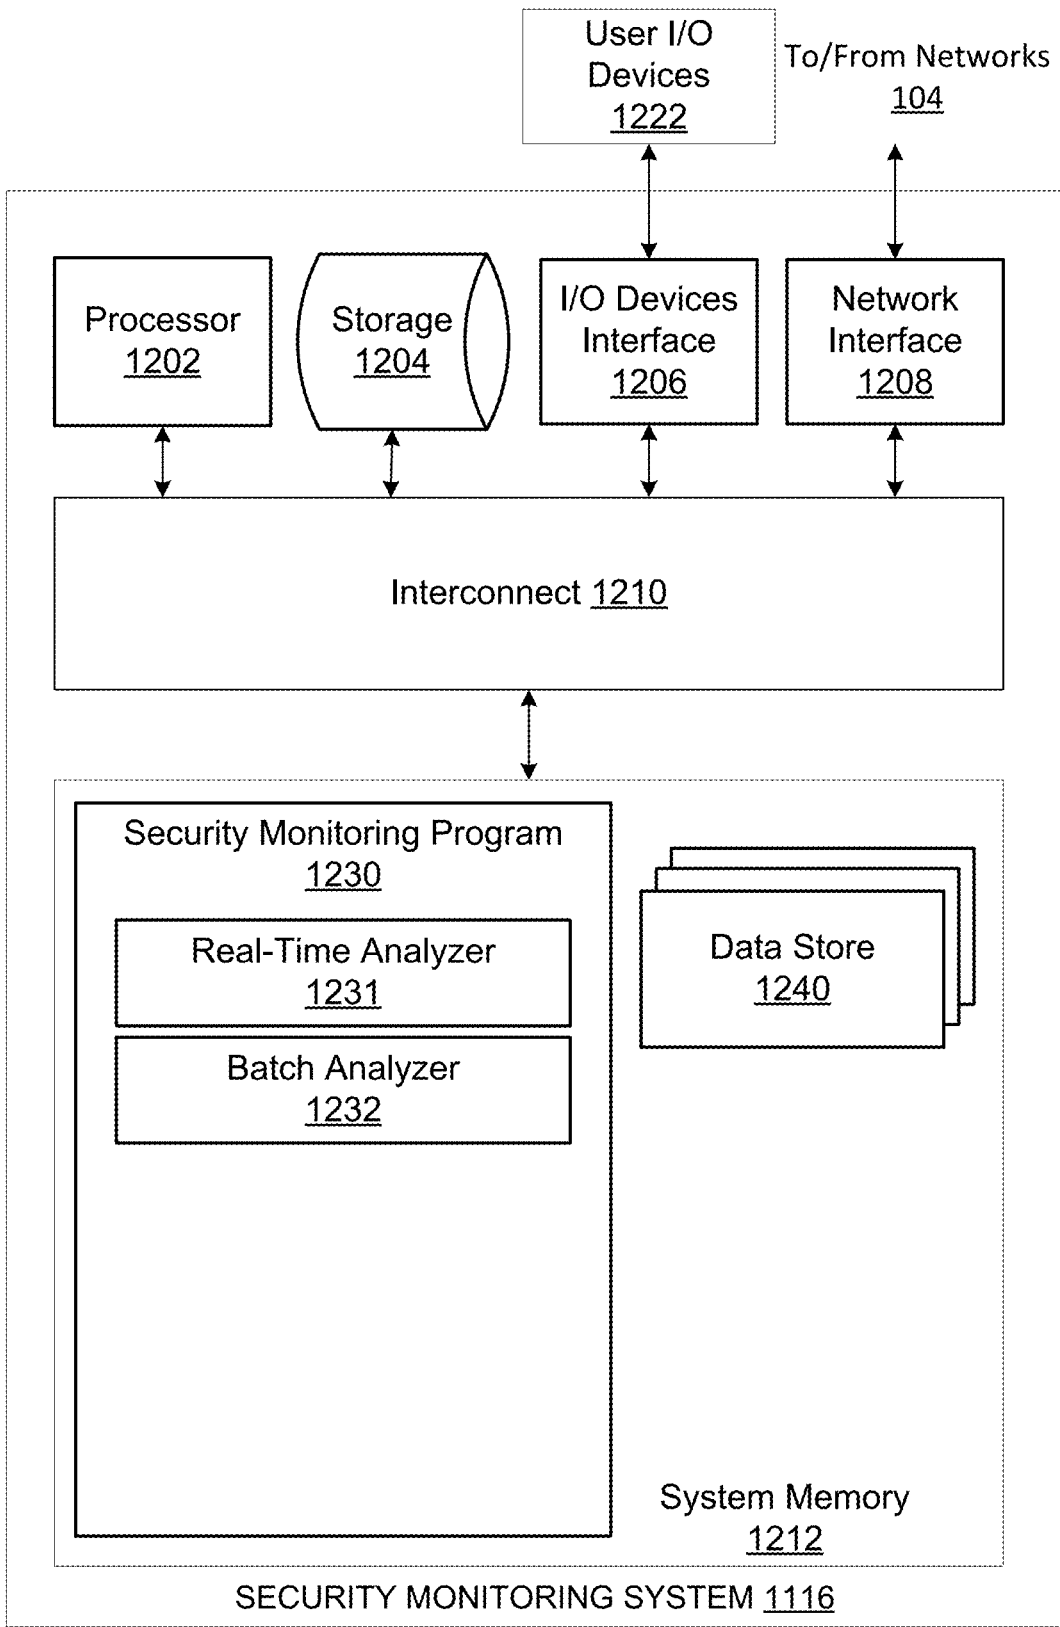 User I/O
Devices
1222
To/From Networks
104
Processor
1202
Storage
1204
I/O Devices
Interface
1206
Network
Interface
1208
Interconnect 1210
Security Monitoring Program
1230
Real-Time Analyzer
1231
Batch Analyzer
1232
Data Store
1240
System Memory
1212
SECURITY MONITORING SYSTEM 1116